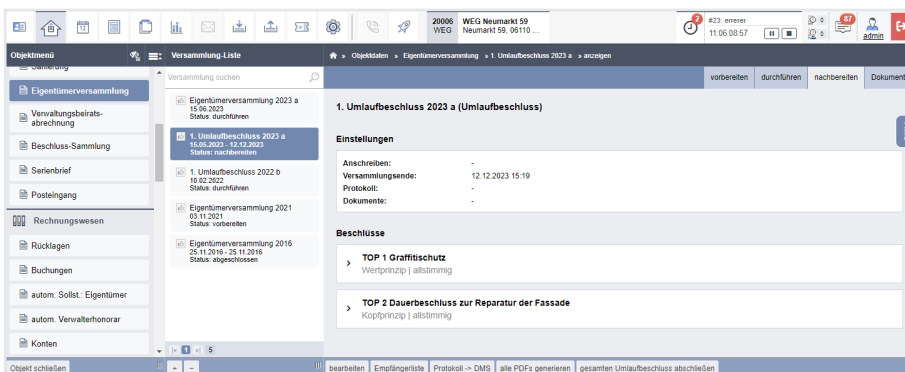 20006 WEG Neumarkt 59
WEG Neumarkt 59, 06110 ...
2
#23: errerer
11:06:08:57
0
0
87
admin
Objektmenü
Versammlung-Liste
» Objektdaten » Eigentümerversammlung » 1. Umlaufbeschluss 2023 a » anzeigen
Sanierung
Eigentümerversammlung
Verwaltungsbeirats-
abrechnung
Beschluss-Sammlung
Serienbrief
Posteingang
Rechnungswesen
Rücklagen
Buchungen
autom. Sollst.: Eigentümer
autom. Verwalterhonorar
Konten
Objekt schließen
Versammlung suchen
Eigentümerversammlung 2023 a
15.06.2023
Status: durchführen
1. Umlaufbeschluss 2023 a
15.05.2023 - 12.12.2023
Status: nachbereiten
1. Umlaufbeschluss 2022 b
10.02.2022
Status: durchführen
Eigentümerversammlung 2021
03.11.2021
Status: vorbereiten
Eigentümerversammlung 2016
25.11.2016 - 25.11.2016
Status: abgeschlossen
1 5
+ -
vorbereiten durchführen nachbereiten Dokument
1. Umlaufbeschluss 2023 a (Umlaufbeschluss)
Einstellungen
Anschreiben: -
Versammlungsende: 12.12.2023 15:19
Protokoll: -
Dokumente: -
Beschlüsse
TOP 1 Graffitischutz
Wertprinzip | allstimmig
TOP 2 Dauerbeschluss zur Reparatur der Fassade
Kopfprinzip | allstimmig
bearbeiten Empfängerliste Protokoll -> DMS alle PDFs generieren gesamten Umlaufbeschluss abschließen